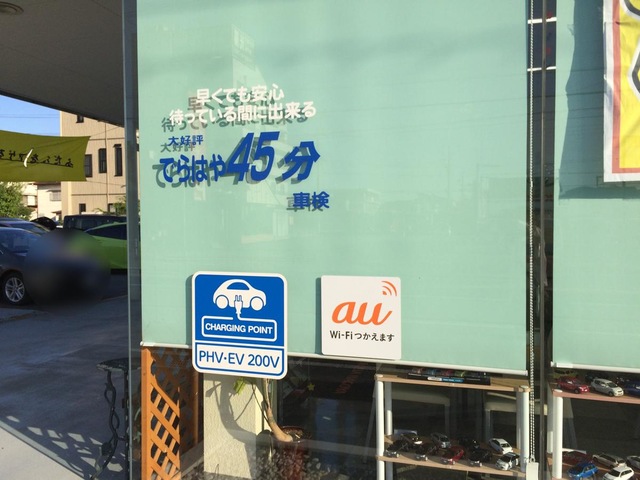 早くても安心
待っている間に出来る
大好評
てらはや45分
車検
CHARGING POINT
PHV・EV 200V
au
Wi-Fiつかえます